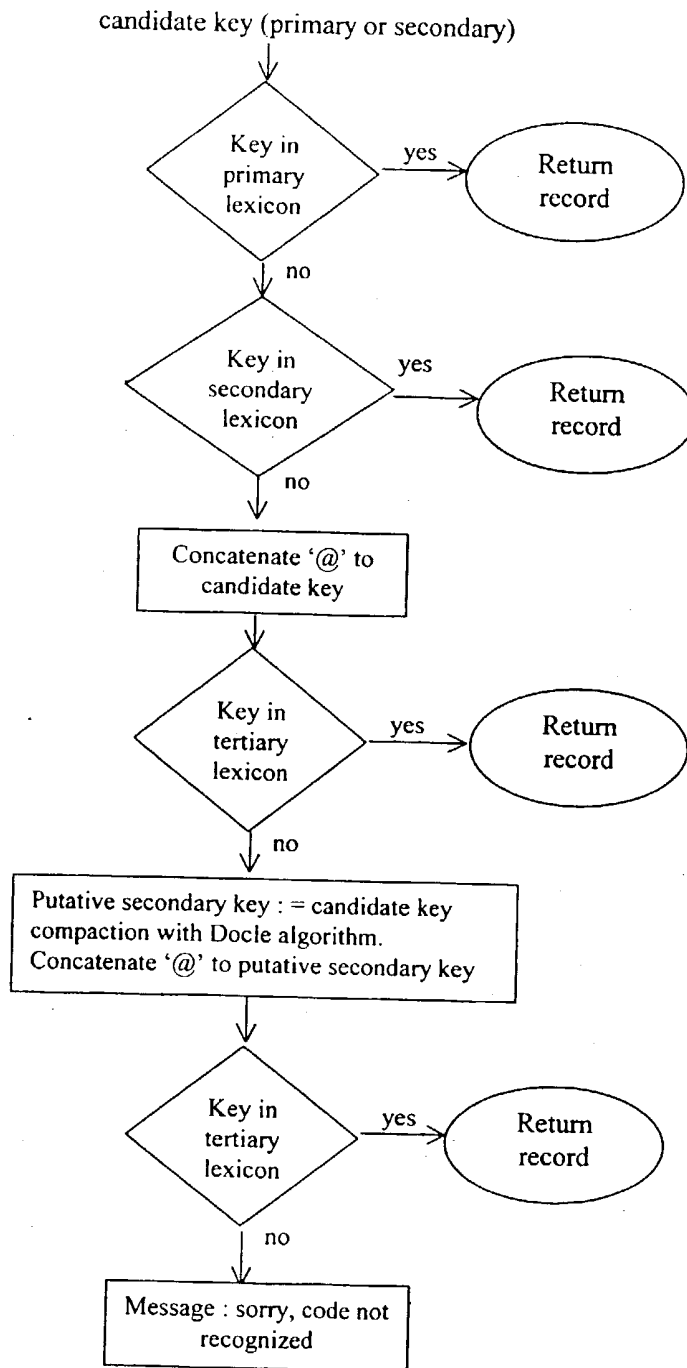 candidate key (primary or secondary)
Key in
primary
lexicon
yes
Return
record
no
Key in
secondary
lexicon
yes
Return
record
no
Concatenate ‘@’ to
candidate key
Key in
tertiary
lexicon
yes
Return
record
no
Putative secondary key : = candidate key
compaction with Docle algorithm.
Concatenate ‘@’ to putative secondary key
Key in
tertiary
lexicon
yes
Return
record
no
Message : sorry, code not
recognized